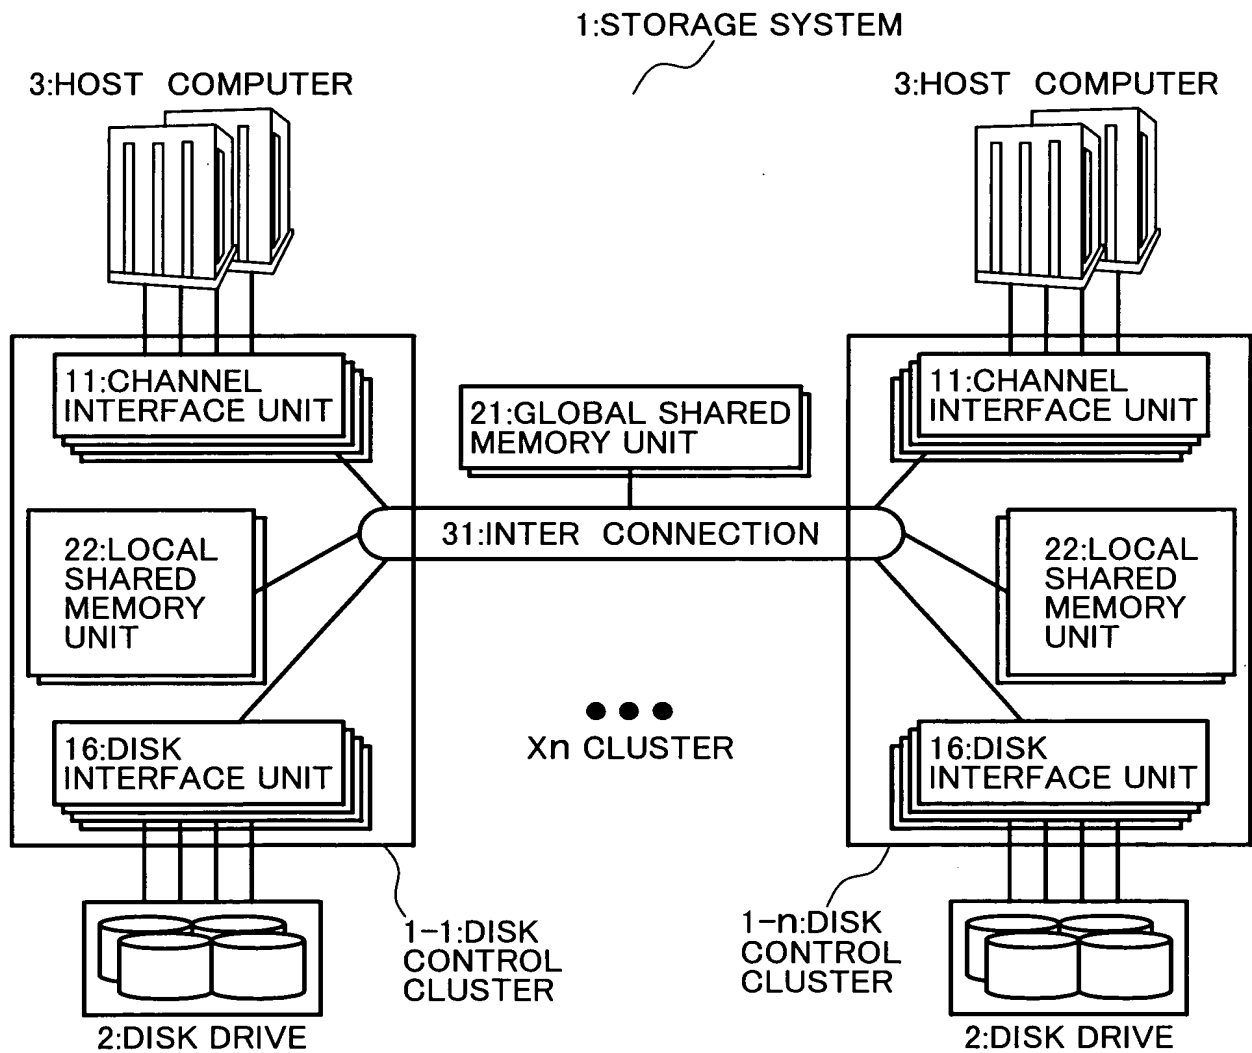 1:STORAGE SYSTEM
3:HOST COMPUTER
3:HOST COMPUTER
11:CHANNEL
INTERFACE UNIT
21:GLOBAL SHARED
MEMORY UNIT
11:CHANNEL
INTERFACE UNIT
31:INTER CONNECTION
22:LOCAL
SHARED
MEMORY
UNIT
22:LOCAL
SHARED
MEMORY
UNIT
Xn CLUSTER
16:DISK
INTERFACE UNIT
16:DISK
INTERFACE UNIT
1-1:DISK
CONTROL
CLUSTER
1-n:DISK
CONTROL
CLUSTER
2:DISK DRIVE
2:DISK DRIVE